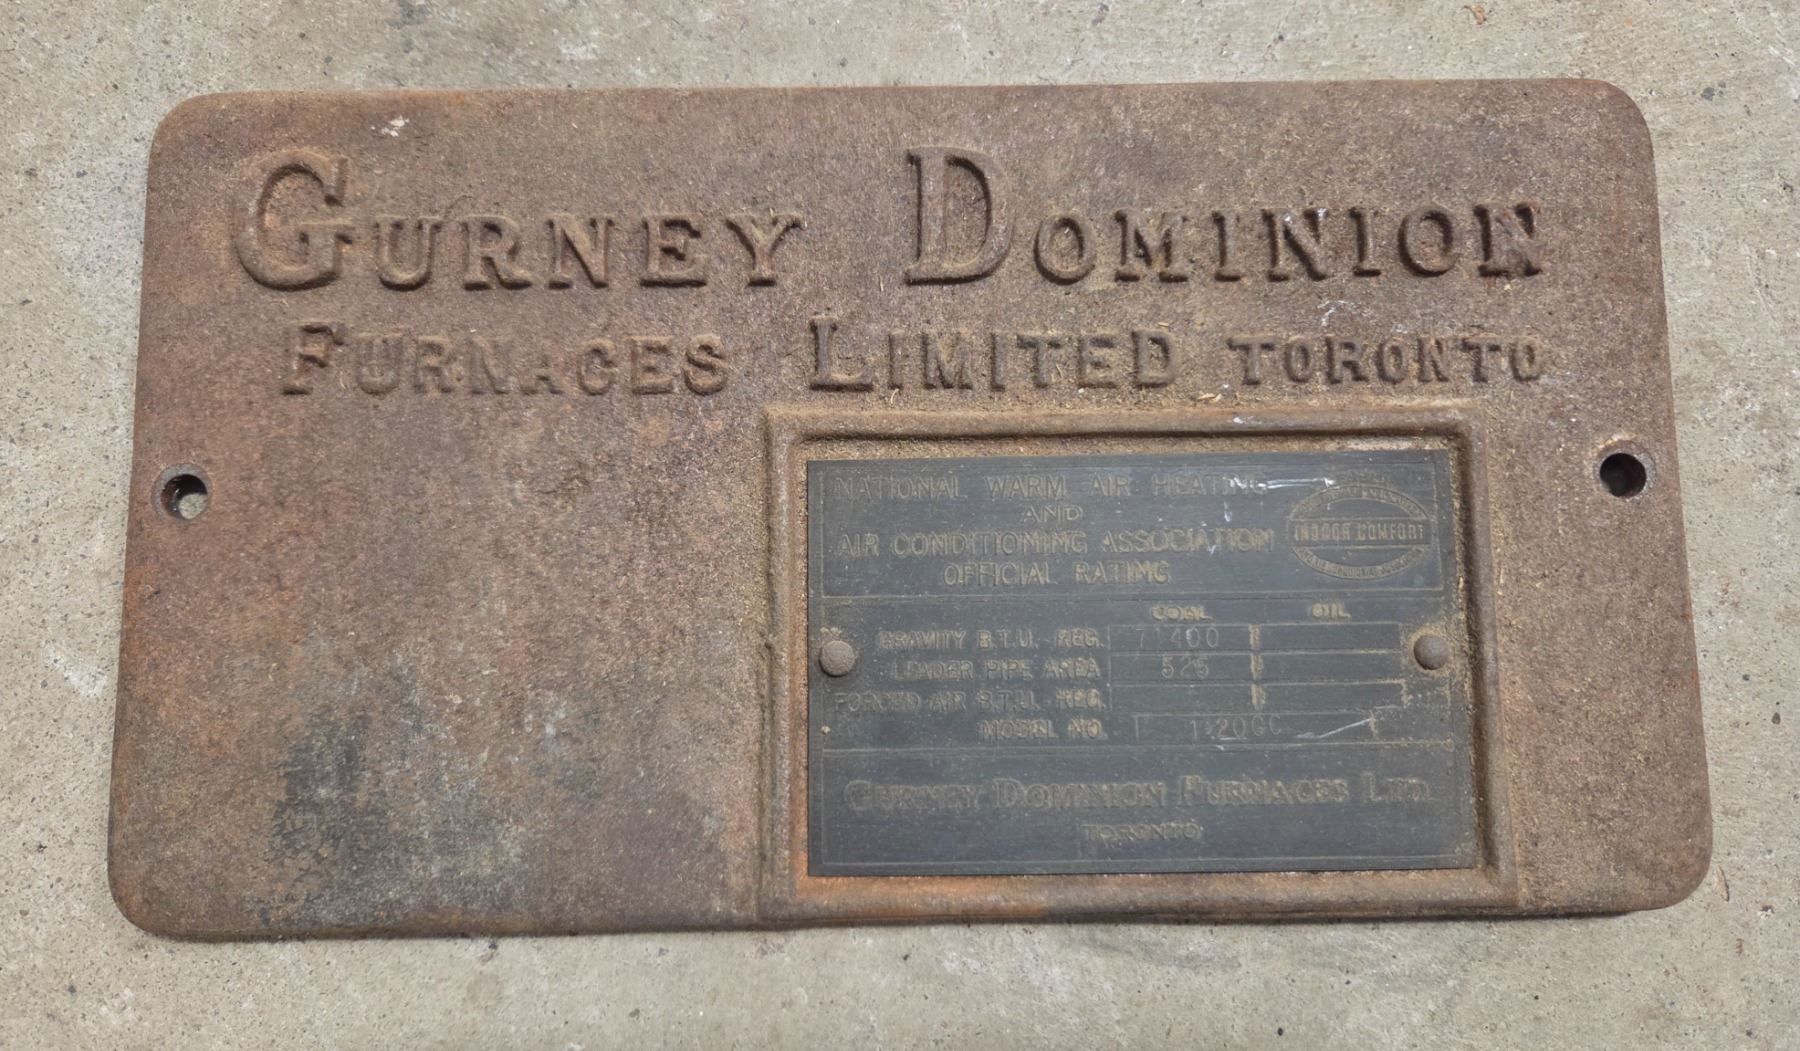 GURNEY DOMINION
FURNACES LIMITED TORONTO
NATIONAL WARM AIR HEATING
AND
AIR CONDITIONING ASSOCIATION
OFFICIAL RATING
INDOOR COMFORT
COAL OIL
GRAVITY B.T.U. REG. 71400
LEADER PIPE AREA 525
FORCED AIR B.T.U. REG.
MODEL NO.
GURNEY DOMINION FURNACES LTD.
TORONTO